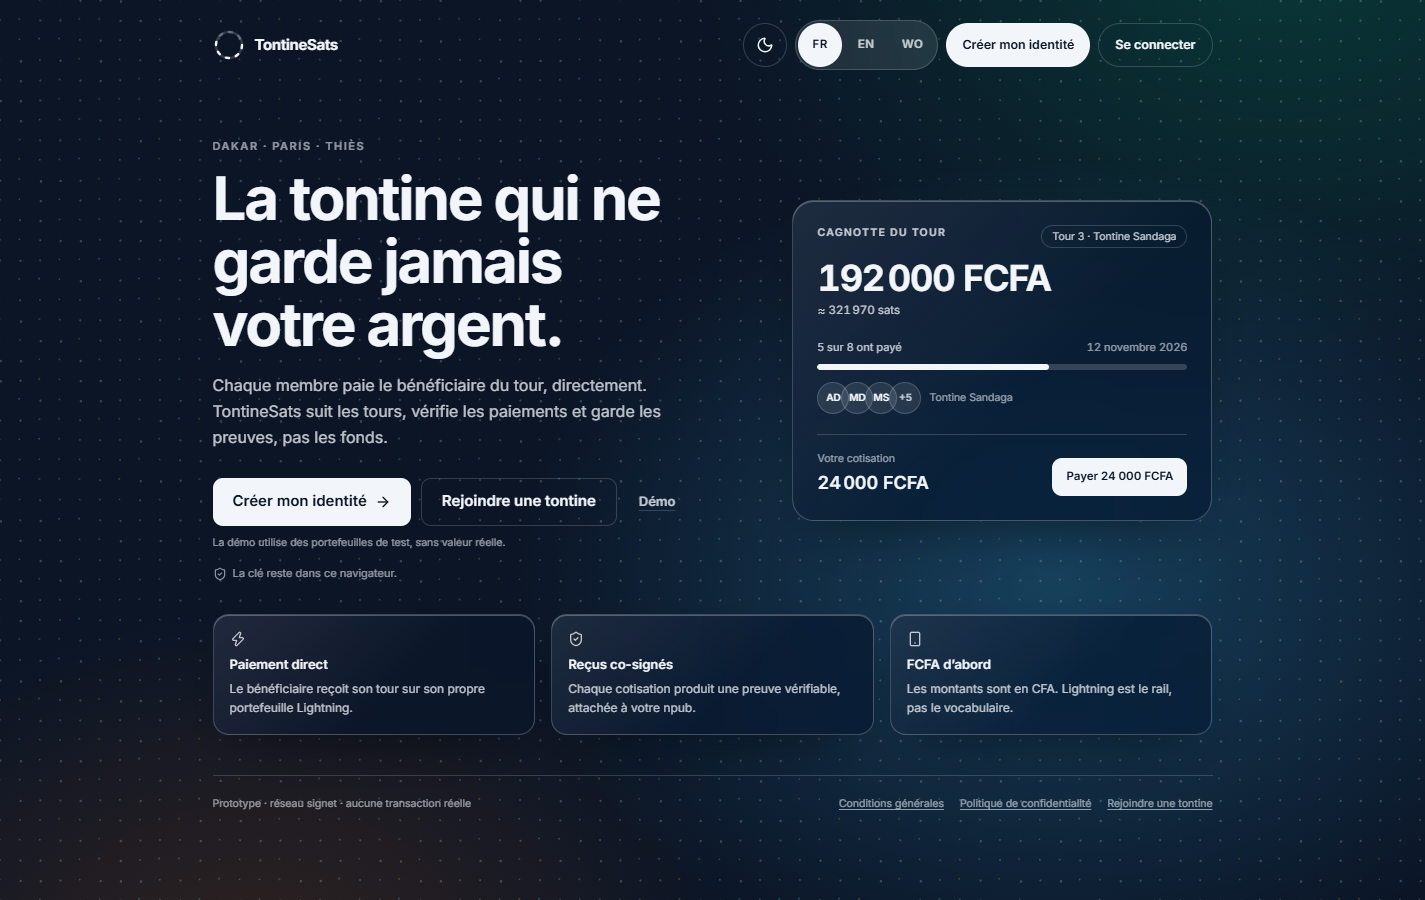 TontineSats
FR EN WO
Créer mon identité
Se connecter
DAKAR · PARIS · THIÈS
La tontine qui ne
garde jamais
votre argent.
Chaque membre paie le bénéficiaire du tour, directement.
TontineSats suit les tours, vérifie les paiements et garde les
preuves, pas les fonds.
Créer mon identité →
Rejoindre une tontine
Démo
La démo utilise des portefeuilles de test, sans valeur réelle.
La clé reste dans ce navigateur.
CAGNOTTE DU TOUR
Tour 3 · Tontine Sandaga
192 000 FCFA
≈ 321 970 sats
5 sur 8 ont payé
12 novembre 2026
AD MD MS +5 Tontine Sandaga
Votre cotisation
24 000 FCFA
Payer 24 000 FCFA
Paiement direct
Le bénéficiaire reçoit son tour sur son propre
portefeuille Lightning.
Reçus co-signés
Chaque cotisation produit une preuve vérifiable,
attachée à votre npub.
FCFA d’abord
Les montants sont en CFA. Lightning est le rail,
pas le vocabulaire.
Prototype · réseau signet · aucune transaction réelle
Conditions générales
Politique de confidentialité
Rejoindre une tontine